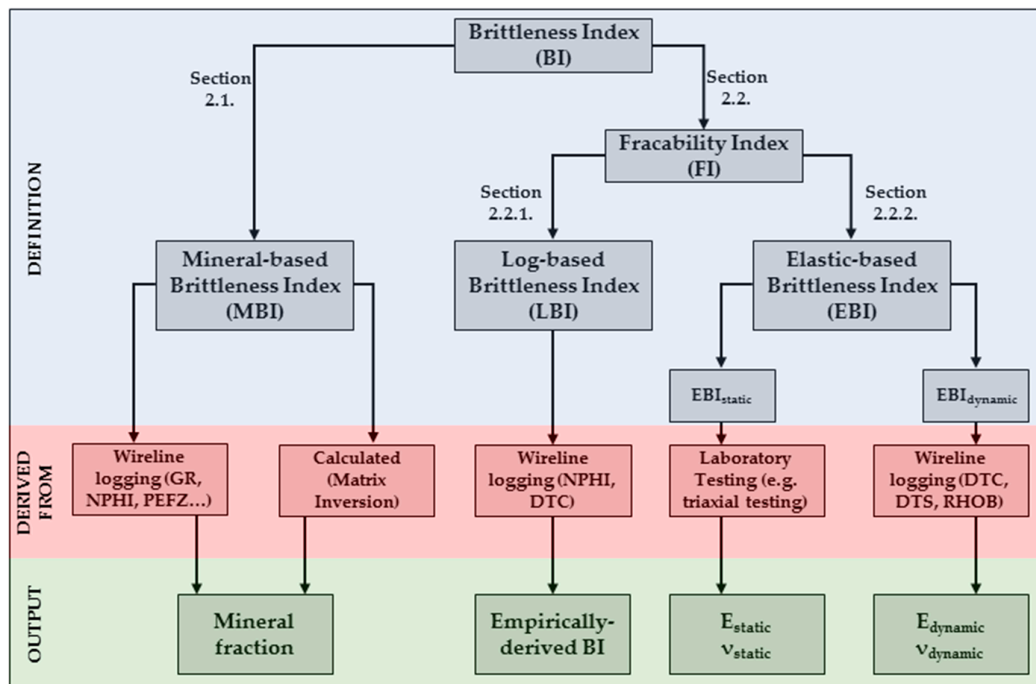 Brittleness Index
(BI)
Section
2.1.
Section
2.2.
Fracability Index
(FI)
Section
2.2.1.
Section
2.2.2.
DEFINITION
Mineral-based
Brittleness Index
(MBI)
Log-based
Brittleness Index
(LBI)
Elastic-based
Brittleness Index
(EBI)
EBIstatic
EBIdynamic
DERIVED
FROM
Wireline
logging (GR,
NPHI, PEFZ...)
Calculated
(Matrix
Inversion)
Wireline
logging (NPHI,
DTC)
Laboratory
Testing (e.g.
triaxial testing)
Wireline
logging (DTC,
DTS, RHOB)
OUTPUT
Mineral
fraction
Empirically-
derived BI
Estatic
νstatic
Edynamic
νdynamic